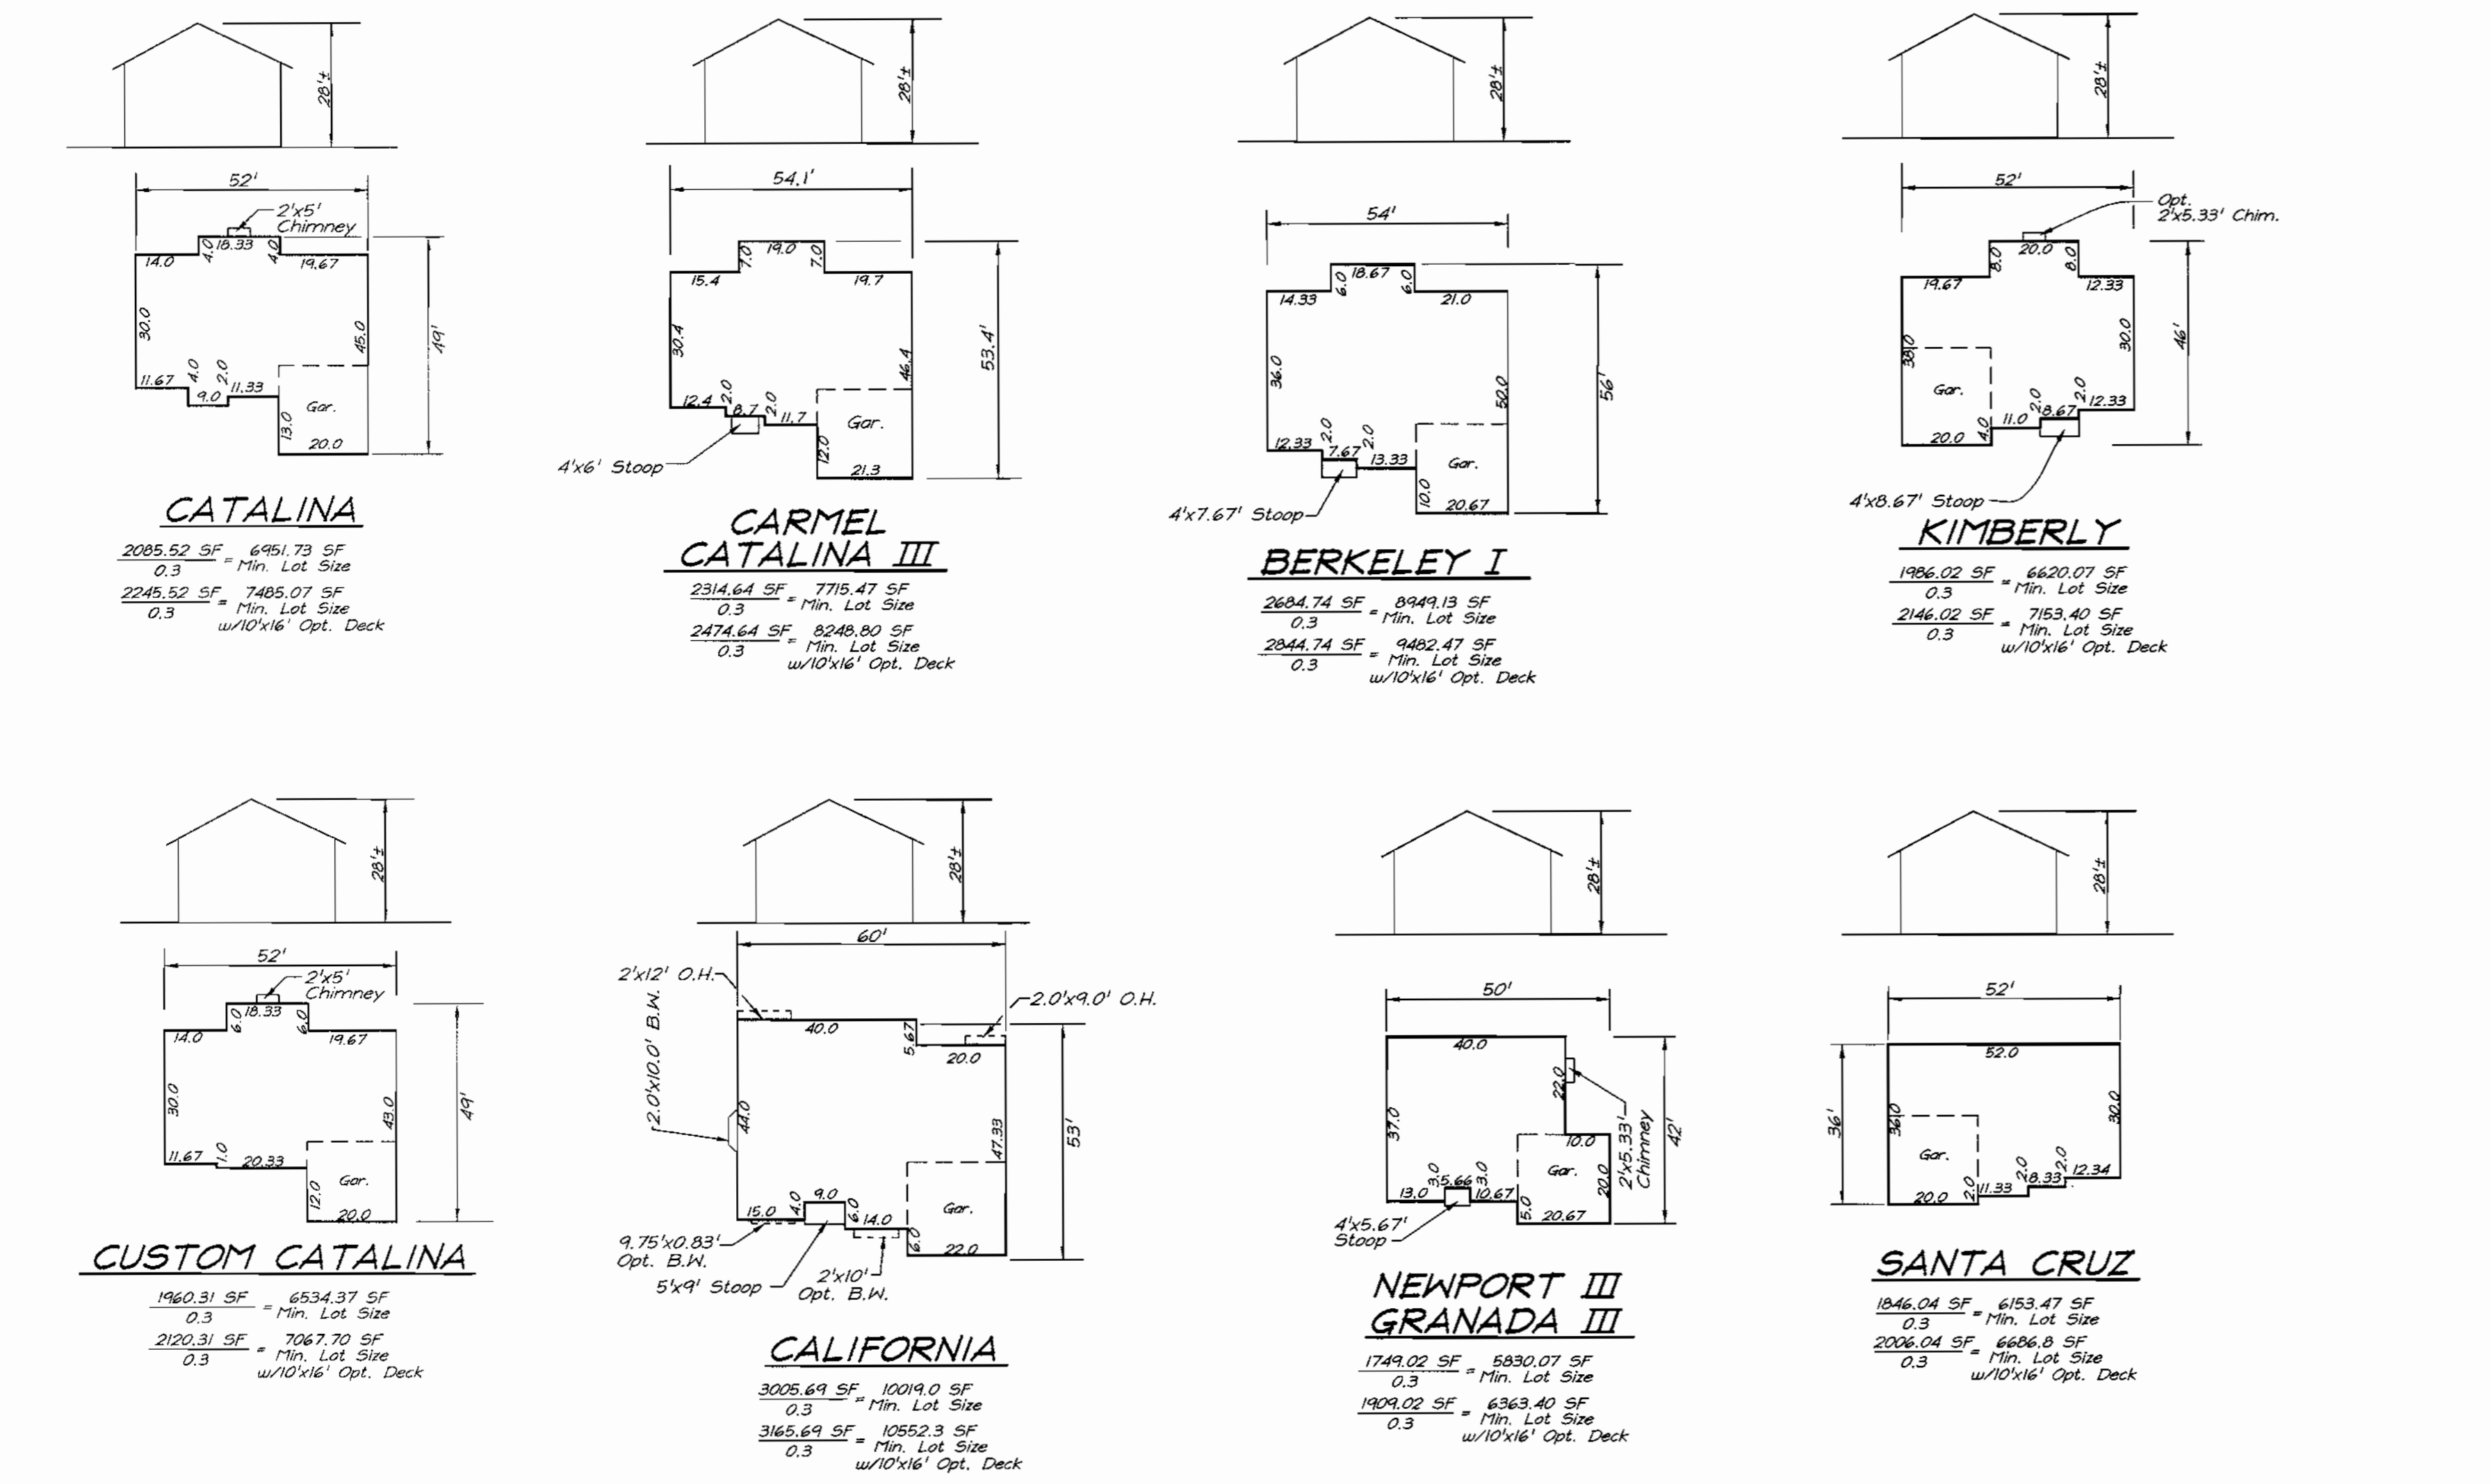 28'±
52'
2'x5'
Chimney
4.0
18.33
4.0
14.0
19.67
30.0
45.0
49'
11.67
4.0
2.0
9.0
11.33
13.0
Gar.
20.0
CATALINA
2085.52 SF = 6951.73 SF
0.3 Min. Lot Size
2245.52 SF = 7485.07 SF
0.3 Min. Lot Size
w/10'x16' Opt. Deck
28'±
54.1'
7.0
19.0
7.0
15.4
19.7
30.4
46.4
53.4'
12.4
2.0
8.7
2.0
11.7
12.0
Gar.
21.3
4'x6' Stoop
CARMEL
CATALINA III
2314.64 SF = 7715.47 SF
0.3 Min. Lot Size
2474.64 SF = 8248.80 SF
0.3 Min. Lot Size
w/10'x16' Opt. Deck
28'±
54'
6.0
18.67
6.0
14.33
21.0
36.0
50.0
56'
12.33
2.0
7.67
2.0
13.33
10.0
Gar.
20.67
4'x7.67' Stoop
BERKELEY I
2684.74 SF = 8949.13 SF
0.3 Min. Lot Size
2844.74 SF = 9482.47 SF
0.3 Min. Lot Size
w/10'x16' Opt. Deck
28'±
52'
Opt.
2'x5.33' Chim.
8.0
20.0
8.0
19.67
12.33
38.0
30.0
46'
Gar.
20.0
4.0
11.0
2.0
8.67
2.0
12.33
4'x8.67' Stoop
KIMBERLY
1986.02 SF = 6620.07 SF
0.3 Min. Lot Size
2146.02 SF = 7153.40 SF
0.3 Min. Lot Size
w/10'x16' Opt. Deck
28'±
52'
2'x5'
Chimney
6.0
18.33
6.0
14.0
19.67
30.0
43.0
49'
11.67
1.0
20.33
12.0
Gar.
20.0
CUSTOM CATALINA
1960.31 SF = 6534.37 SF
0.3 Min. Lot Size
2120.31 SF = 7067.70 SF
0.3 Min. Lot Size
w/10'x16' Opt. Deck
28'±
60'
2'x12' O.H.
2.0'x9.0' O.H.
2.0'x10.0' B.W.
40.0
5.67
20.0
44.0
47.33
53'
15.0
4.0
9.0
6.0
14.0
6.0
Gar.
22.0
9.75'x0.83'
Opt. B.W.
5'x9' Stoop
2'x10'
Opt. B.W.
CALIFORNIA
3005.69 SF = 10019.0 SF
0.3 Min. Lot Size
3165.69 SF = 10552.3 SF
0.3 Min. Lot Size
w/10'x16' Opt. Deck
28'±
50'
40.0
22.0
37.0
10.0
2'x5.33'
Chimney
42'
13.0
3.0
5.66
3.0
10.67
5.0
Gar.
20.0
20.67
4'x5.67'
Stoop
NEWPORT III
GRANADA III
1749.02 SF = 5830.07 SF
0.3 Min. Lot Size
1909.02 SF = 6363.40 SF
0.3 Min. Lot Size
w/10'x16' Opt. Deck
28'±
52'
52.0
36'
36.0
30.0
Gar.
20.0
2.0
11.33
2.0
8.33
2.0
12.34
SANTA CRUZ
1846.04 SF = 6153.47 SF
0.3 Min. Lot Size
2006.04 SF = 6686.8 SF
0.3 Min. Lot Size
w/10'x16' Opt. Deck